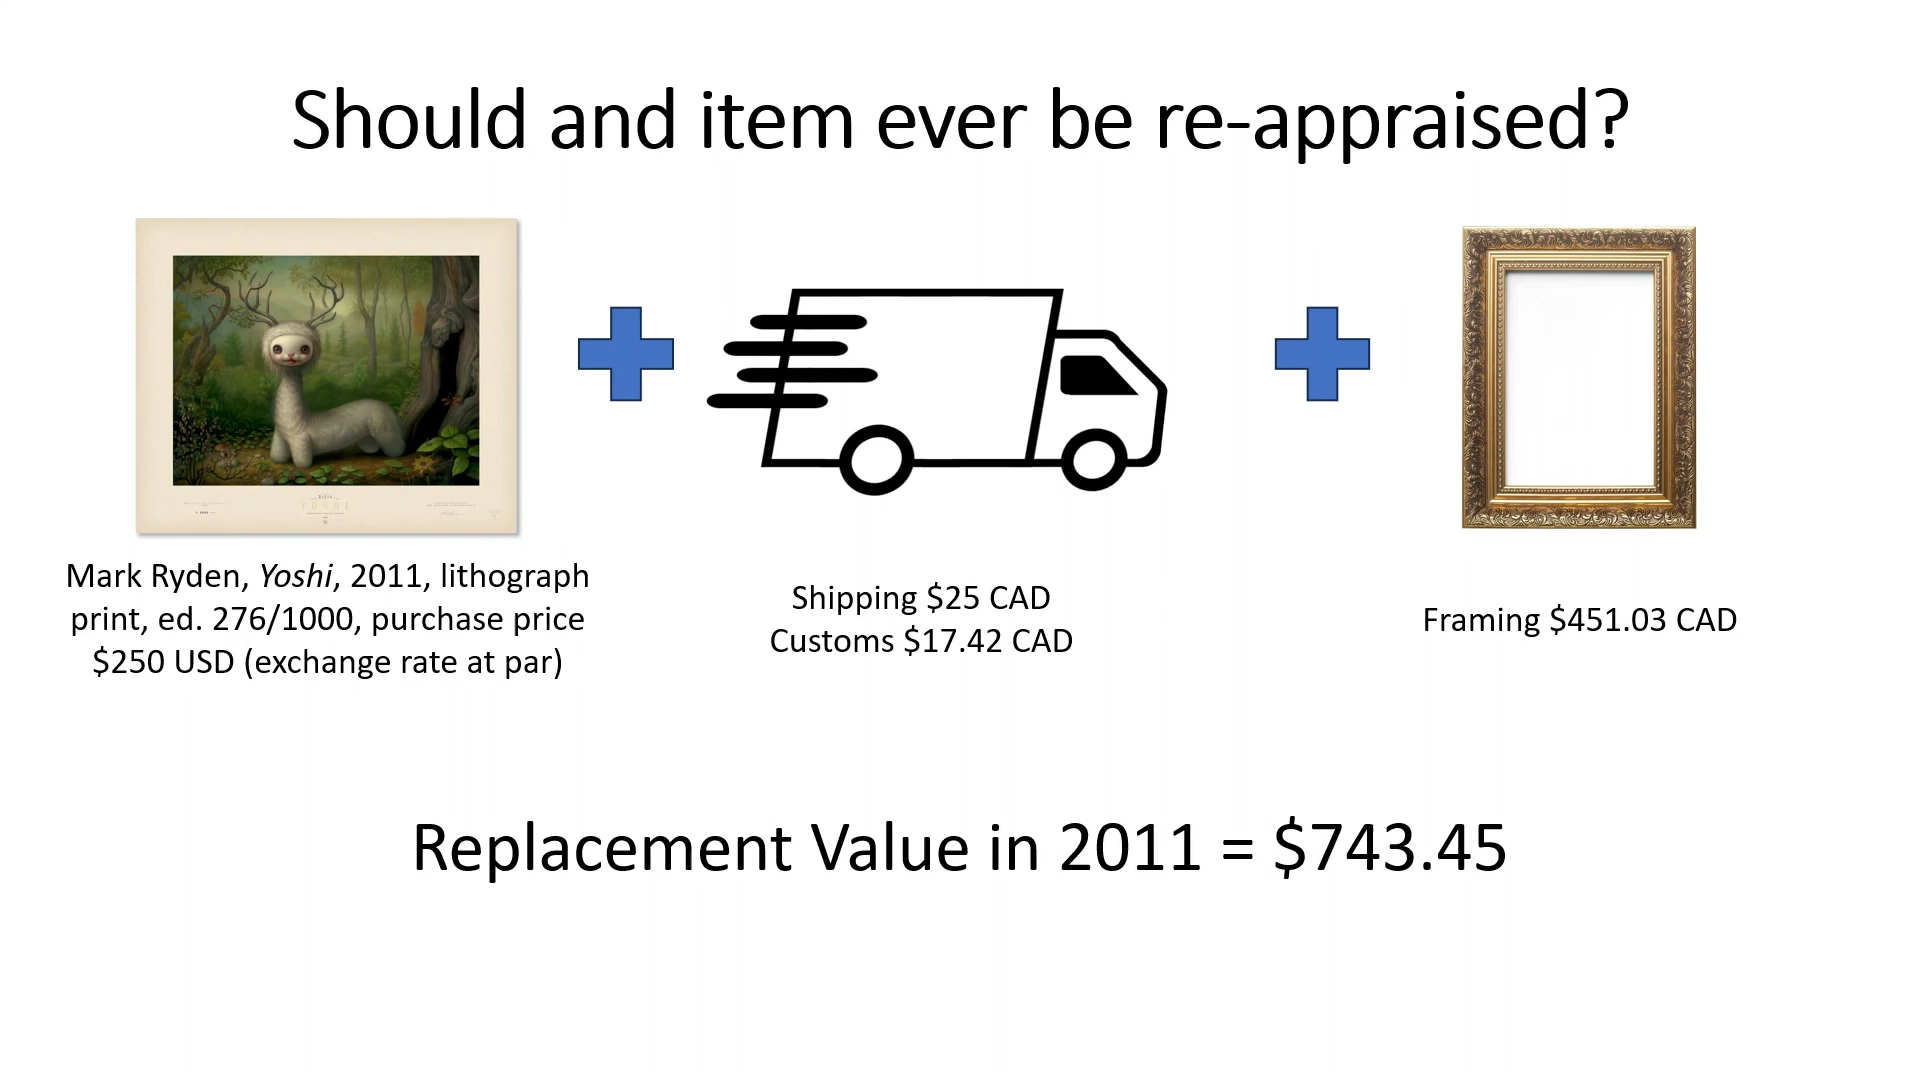 Should and item ever be re-appraised?
Mark Ryden, Yoshi, 2011, lithograph
print, ed. 276/1000, purchase price
$250 USD (exchange rate at par)
Shipping $25 CAD
Customs $17.42 CAD
Framing $451.03 CAD
Replacement Value in 2011 = $743.45